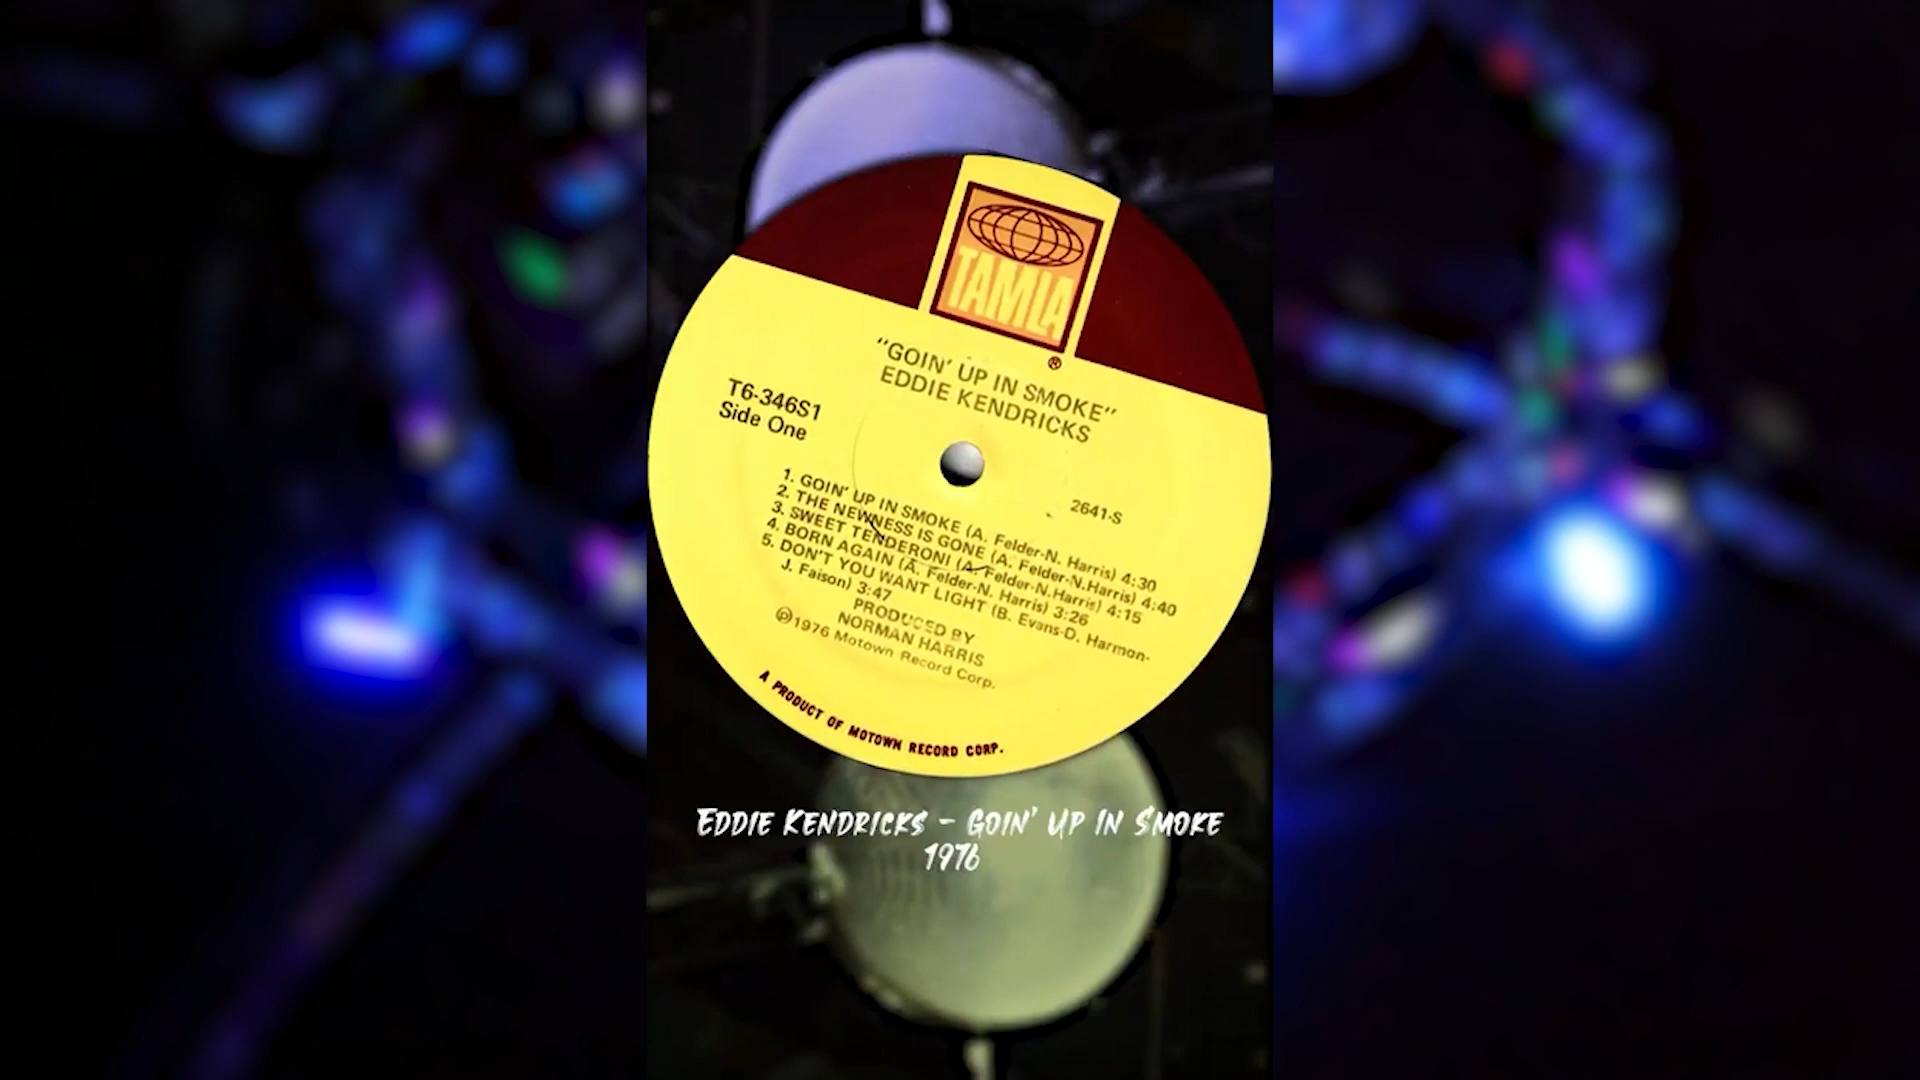 TAMLA
®
"GOIN' UP IN SMOKE"
EDDIE KENDRICKS
T6-346S1
Side One
2641-S
1. GOIN' UP IN SMOKE (A. Felder-N. Harris) 4:30
2. THE NEWNESS IS GONE (A. Felder-N.Harris) 4:40
3. SWEET TENDERONI (A. Felder-N.Harris) 4:15
4. BORN AGAIN (A. Felder-N. Harris) 3:26
5. DON'T YOU WANT LIGHT (B. Evans-D. Harmon-
J. Faison) 3:47
PRODUCED BY
NORMAN HARRIS
℗1976 Motown Record Corp.
A PRODUCT OF MOTOWN RECORD CORP.
EDDIE KENDRICKS - GOIN' UP IN SMOKE
1976